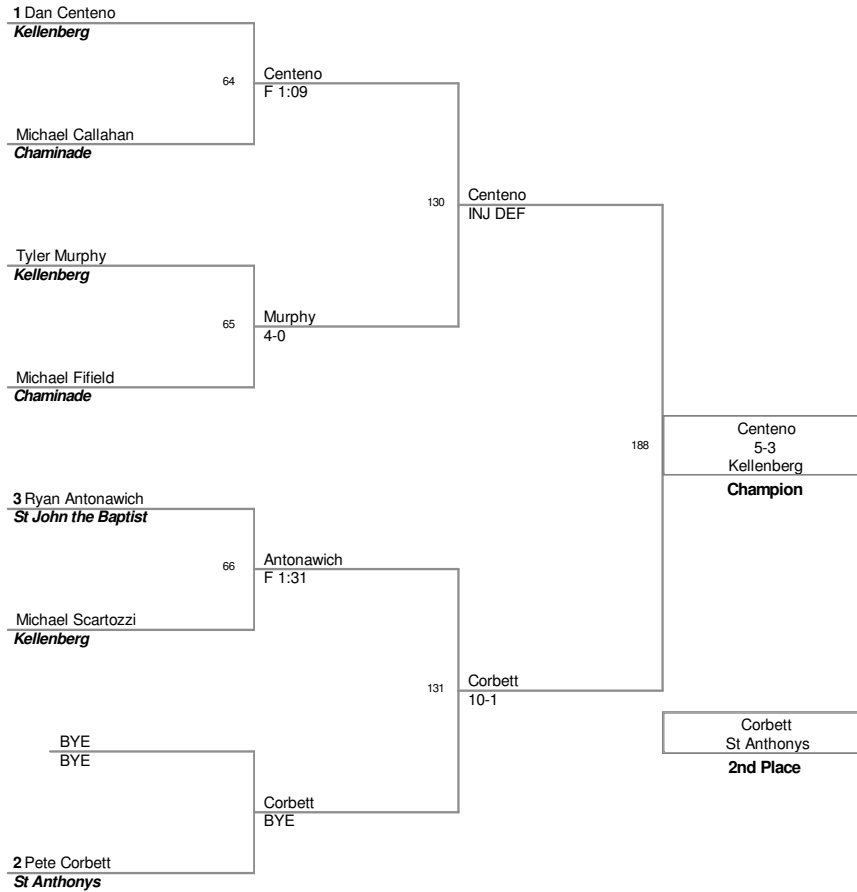 1 Dan Centeno
Kellenberg
64
Centeno
F 1:09
Michael Callahan
Chaminade
130
Centeno
INJ DEF
Tyler Murphy
Kellenberg
65
Murphy
4-0
Michael Fifield
Chaminade
188
Centeno
5-3
Kellenberg
Champion
3 Ryan Antonawich
St John the Baptist
66
Antonawich
F 1:31
Michael Scartozzi
Kellenberg
131
Corbett
10-1
Corbett
St Anthonys
2nd Place
BYE
BYE
Corbett
BYE
2 Pete Corbett
St Anthonys